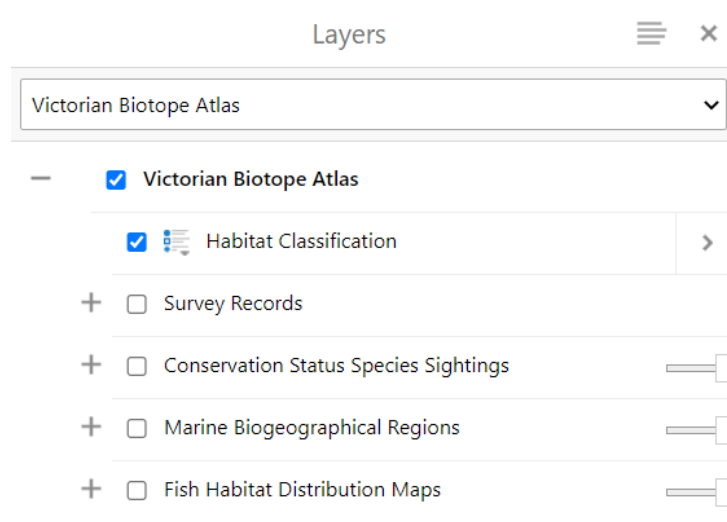 Layers
Victorian Biotope Atlas
Victorian Biotope Atlas
Habitat Classification
Survey Records
Conservation Status Species Sightings
Marine Biogeographical Regions
Fish Habitat Distribution Maps